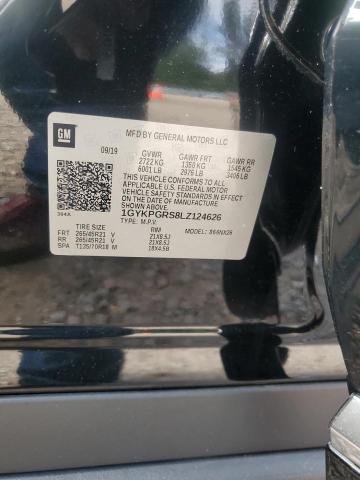 GM
MFD BY GENERAL MOTORS LLC
09/19
GVWR GAWR FRT GAWR RR
2722 KG 1350 KG 1545 KG
6001 LB 2976 LB 3406 LB
THIS VEHICLE CONFORMS TO ALL
APPLICABLE U.S. FEDERAL MOTOR
VEHICLE SAFETY STANDARDS IN EFFECT
ON THE DATE OF MANUFACTURE
SHOWN ABOVE.
1GYKPGRS8LZ124626
364A
TYPE: M.P.V. MODEL: 6NX26
TIRE SIZE RIM
FRT 265/45R21 V 21X8.5J
RR 265/45R21 V 21X8.5J
SPA T135/70R18 M 18X4.5B